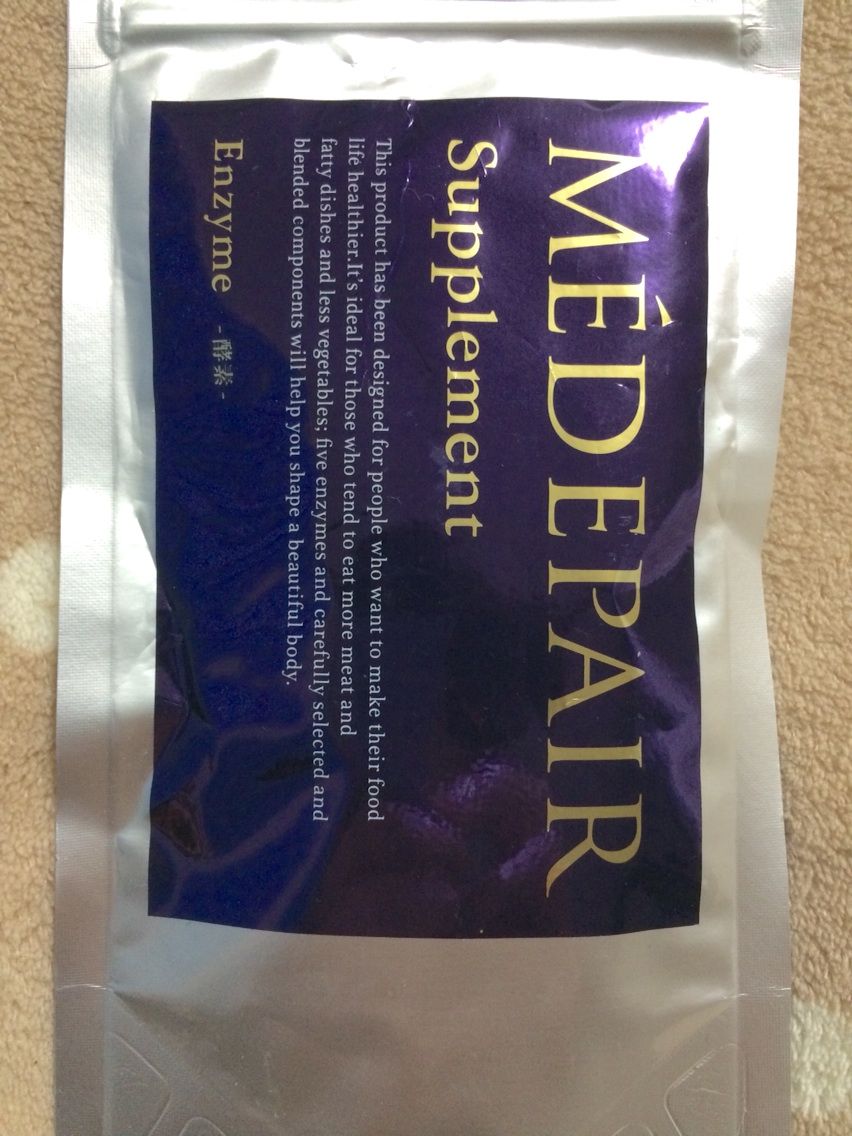 MÉDEPAIR
Supplement
This product has been designed for people who want to make their food
life healthier.It's ideal for those who tend to eat more meat and
fatty dishes and less vegetables; five enzymes and carefully selected and
blended components will help you shape a beautiful body.
Enzyme -酵素-